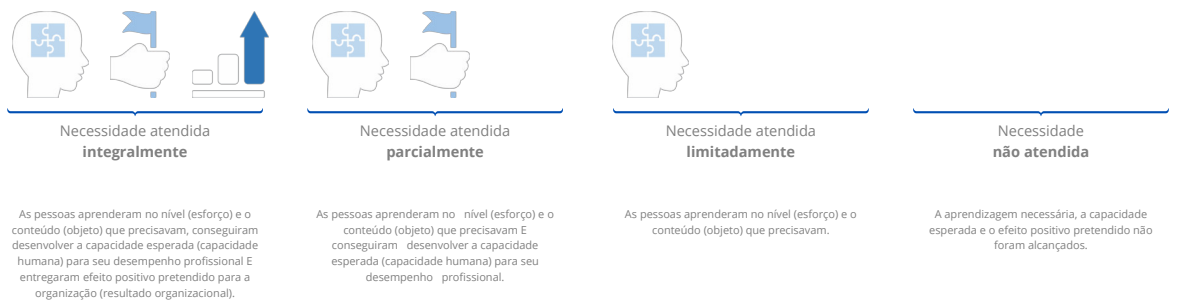 Necessidade atendida
integralmente
As pessoas aprenderam no nível (esforço) e o
conteúdo (objeto) que precisavam, conseguiram
desenvolver a capacidade esperada (capacidade
humana) para seu desempenho profissional E
entregaram efeito positivo pretendido para a
organização (resultado organizacional).
Necessidade atendida
parcialmente
As pessoas aprenderam no nível (esforço) e o
conteúdo (objeto) que precisavam E
conseguiram desenvolver a capacidade
esperada (capacidade humana) para seu
desempenho profissional.
Necessidade atendida
limitadamente
As pessoas aprenderam no nível (esforço) e o
conteúdo (objeto) que precisavam.
Necessidade
não atendida
A aprendizagem necessária, a capacidade
esperada e o efeito positivo pretendido não
foram alcançados.